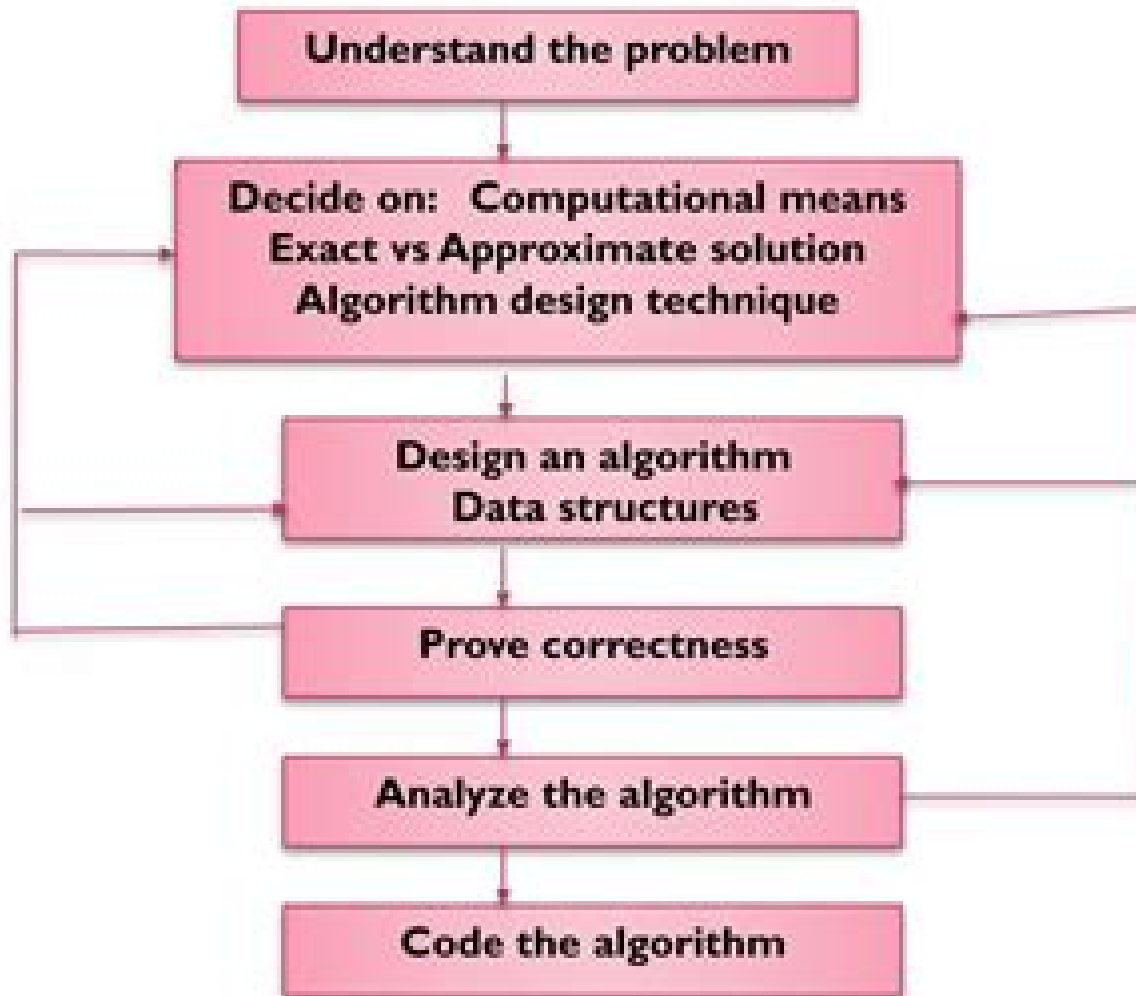 Understand the problem
Decide on: Computational means
Exact vs Approximate solution
Algorithm design technique
Design an algorithm
Data structures
Prove correctness
Analyze the algorithm
Code the algorithm